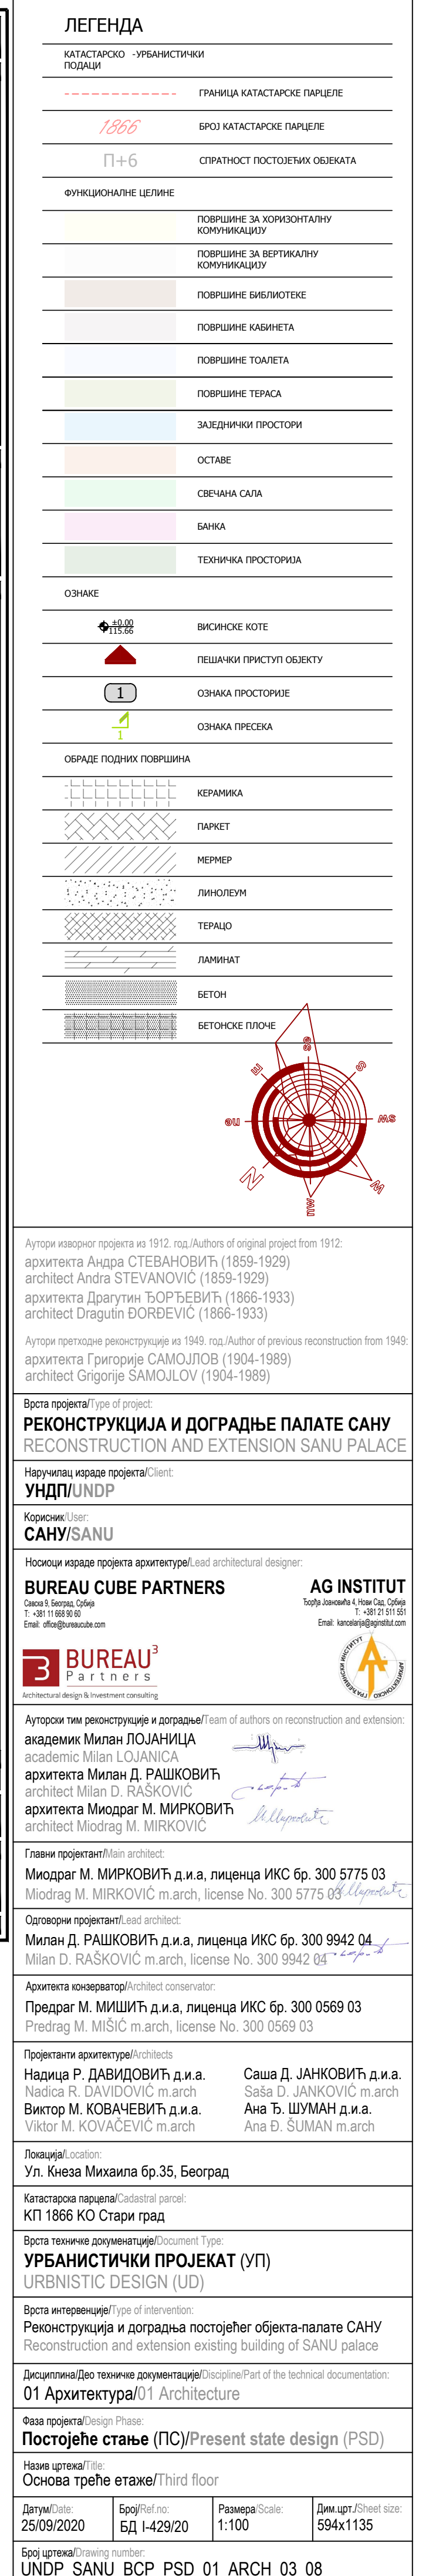 ЛЕГЕНДА
КАТАСТАРСКО -УРБАНИСТИЧКИ
ПОДАЦИ
ГРАНИЦА КАТАСТАРСКЕ ПАРЦЕЛЕ
1866
БРОЈ КАТАСТАРСКЕ ПАРЦЕЛЕ
П+6
СПРАТНОСТ ПОСТОЈЕЋИХ ОБЈЕКАТА
ФУНКЦИОНАЛНЕ ЦЕЛИНЕ
ПОВРШИНЕ ЗА ХОРИЗОНТАЛНУ
КОМУНИКАЦИЈУ
ПОВРШИНЕ ЗА ВЕРТИКАЛНУ
КОМУНИКАЦИЈУ
ПОВРШИНЕ БИБЛИОТЕКЕ
ПОВРШИНЕ КАБИНЕТА
ПОВРШИНЕ ТОАЛЕТА
ПОВРШИНЕ ТЕРАСА
ЗАЈЕДНИЧКИ ПРОСТОРИ
ОСТАВЕ
СВЕЧАНА САЛА
БАНКА
ТЕХНИЧКА ПРОСТОРИЈА
ОЗНАКЕ
±0.00
115.66
ВИСИНСКЕ КОТЕ
ПЕШАЧКИ ПРИСТУП ОБЈЕКТУ
1
ОЗНАКА ПРОСТОРИЈЕ
1
ОЗНАКА ПРЕСЕКА
ОБРАДЕ ПОДНИХ ПОВРШИНА
КЕРАМИКА
ПАРКЕТ
МЕРМЕР
ЛИНОЛЕУМ
ТЕРАЦО
ЛАМИНАТ
БЕТОН
БЕТОНСКЕ ПЛОЧЕ
se
E
S
ne
ws
N
W
nw
Аутори изворног пројекта из 1912. год./Authors of original project from 1912:
архитекта Андра СТЕВАНОВИЋ (1859-1929)
architect Andra STEVANOVIĆ (1859-1929)
архитекта Драгутин ЂОРЂЕВИЋ (1866-1933)
architect Dragutin ĐORĐEVIĆ (1866-1933)
Аутори претходне реконструкције из 1949. год./Author of previous reconstruction from 1949:
архитекта Григорије САМОЈЛОВ (1904-1989)
architect Grigorije SAMOJLOV (1904-1989)
Врста пројекта/Type of project:
РЕКОНСТРУКЦИЈА И ДОГРАДЊЕ ПАЛАТЕ САНУ
RECONSTRUCTION AND EXTENSION SANU PALACE
Наручилац израде пројекта/Client:
УНДП/UNDP
Корисник/User:
САНУ/SANU
Носиоци израде пројекта архитектуре/Lead architectural designer:
BUREAU CUBE PARTNERS
Савска 9, Београд, Србија
T: +381 11 668 90 60
Email: office@bureaucube.com
AG INSTITUT
Ђорђа Јоановића 4, Нови Сад, Србија
T: +381 21 511 551
Email: kancelarija@aginstitut.com
3 BUREAU3
Partners
Architectural design & Investment consulting
АРХИТЕКТОНСКО ГРАЂЕВИНСКИ ИНСТИТУТ
Ауторски тим реконструкције и доградње/Team of authors on reconstruction and extension:
академик Милан ЛОЈАНИЦА
academic Milan LOJANICA
архитекта Милан Д. РАШКОВИЋ
architect Milan D. RAŠKOVIĆ
архитекта Миодраг М. МИРКОВИЋ
architect Miodrag M. MIRKOVIĆ
Главни пројектант/Main architect:
Миодраг М. МИРКОВИЋ д.и.а, лиценца ИКС бр. 300 5775 03
Miodrag M. MIRKOVIĆ m.arch, license No. 300 5775 03
Одговорни пројектант/Lead architect:
Милан Д. РАШКОВИЋ д.и.а, лиценца ИКС бр. 300 9942 04
Milan D. RAŠKOVIĆ m.arch, license No. 300 9942 04
Архитекта конзерватор/Architect conservator:
Предраг М. МИШИЋ д.и.а, лиценца ИКС бр. 300 0569 03
Predrag M. MIŠIĆ m.arch, license No. 300 0569 03
Пројектанти архитектуре/Architects
Надица Р. ДАВИДОВИЋ д.и.а. Саша Д. ЈАНКОВИЋ д.и.а.
Nadica R. DAVIDOVIĆ m.arch Saša D. JANKOVIĆ m.arch
Виктор М. КОВАЧЕВИЋ д.и.а. Ана Ђ. ШУМАН д.и.а.
Viktor M. KOVAČEVIĆ m.arch Ana Đ. ŠUMAN m.arch
Локација/Location:
Ул. Кнеза Михаила бр.35, Београд
Катастарска парцела/Cadastral parcel:
КП 1866 КО Стари град
Врста техничке докуменатције/Document Type:
УРБАНИСТИЧКИ ПРОЈЕКАТ (УП)
URBNISTIC DESIGN (UD)
Врста интервенције/Type of intervention:
Реконструкција и доградња постојећег објекта-палате САНУ
Reconstruction and extension existing building of SANU palace
Дисциплина/Део техничке документације/Discipline/Part of the technical documentation:
01 Архитектура/01 Architecture
Фаза пројекта/Design Phase:
Постојеће стање (ПС)/Present state design (PSD)
Назив цртежа/Title:
Основа треће етаже/Third floor
Датум/Date: Број/Ref.no: Размера/Scale: Дим.црт./Sheet size:
25/09/2020 БД I-429/20 1:100 594x1135
Број цртежа/Drawing number:
UNDP_SANU_BCP_PSD_01_ARCH_03_08